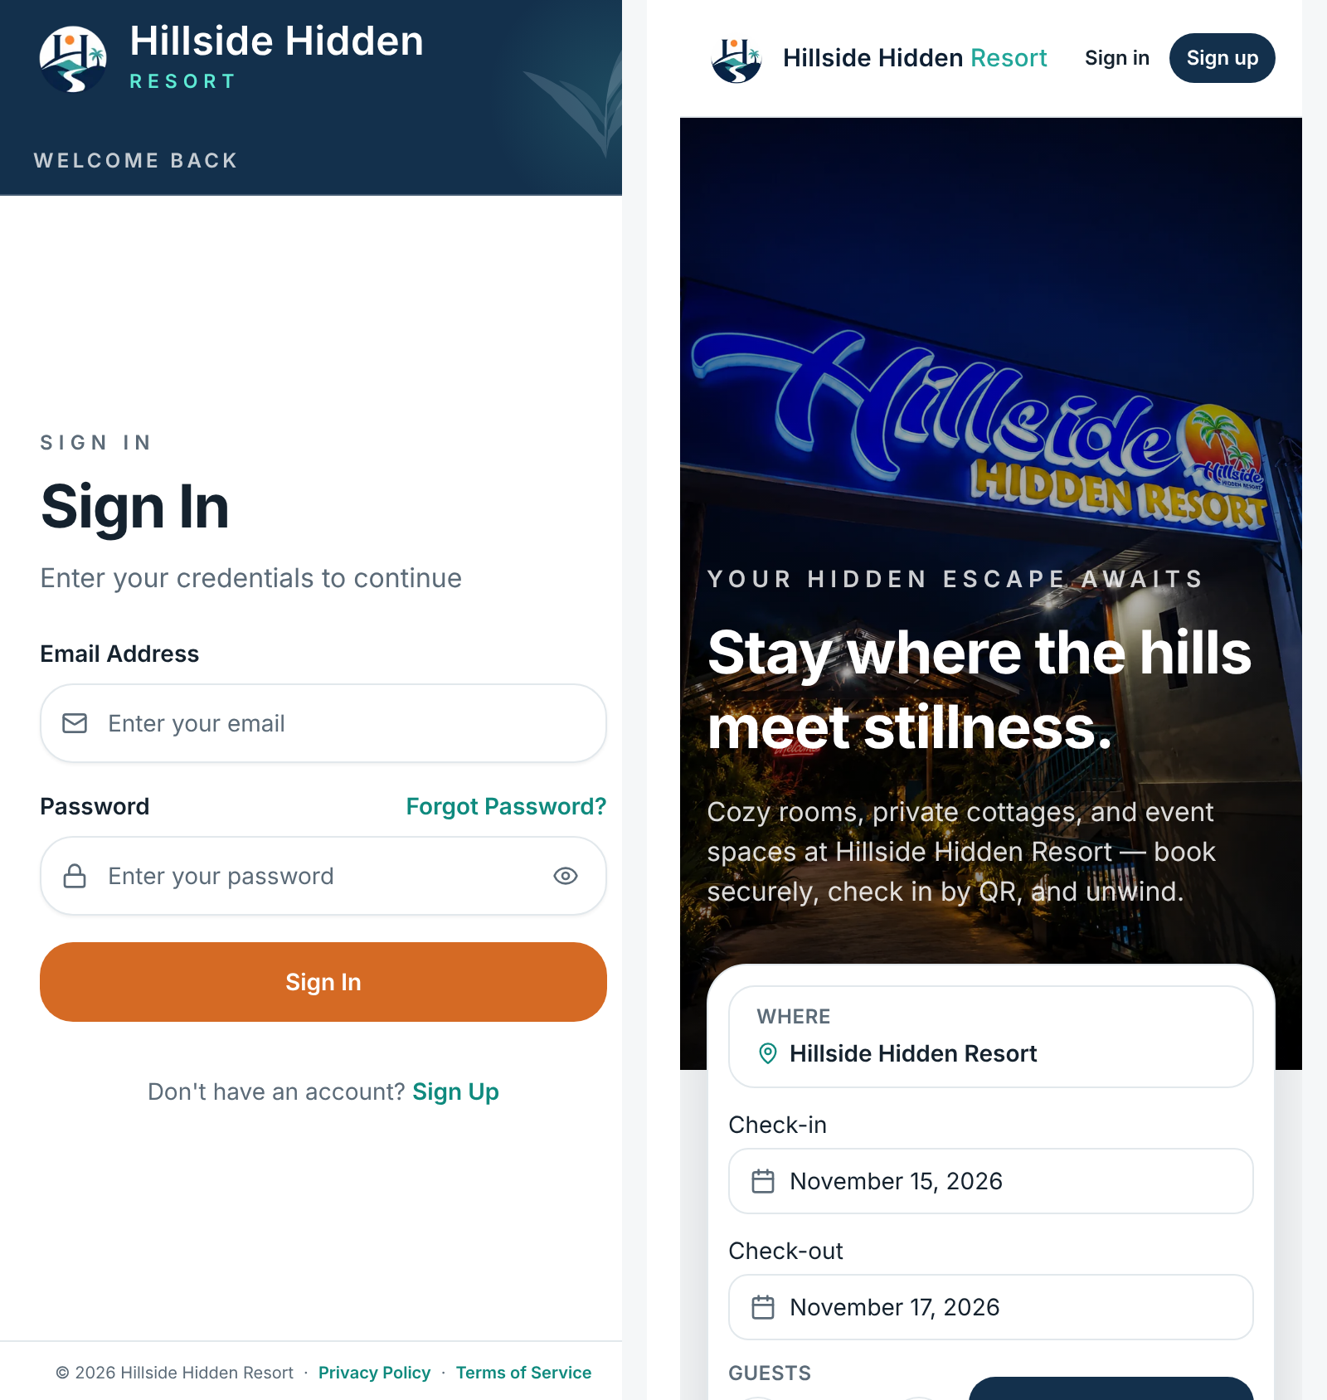 Hillside Hidden
RESORT
WELCOME BACK
SIGN IN
Sign In
Enter your credentials to continue
Email Address
Enter your email
Password
Forgot Password?
Enter your password
Sign In
Don't have an account? Sign Up
© 2026 Hillside Hidden Resort · Privacy Policy · Terms of Service
Hillside Hidden Resort
Sign in
Sign up
Hillside
HIDDEN RESORT
Hillside
HIDDEN RESORT
YOUR HIDDEN ESCAPE AWAITS
Stay where the hills
meet stillness.
Welcome
Cozy rooms, private cottages, and event
spaces at Hillside Hidden Resort — book
securely, check in by QR, and unwind.
WHERE
Hillside Hidden Resort
Check-in
November 15, 2026
Check-out
November 17, 2026
GUESTS